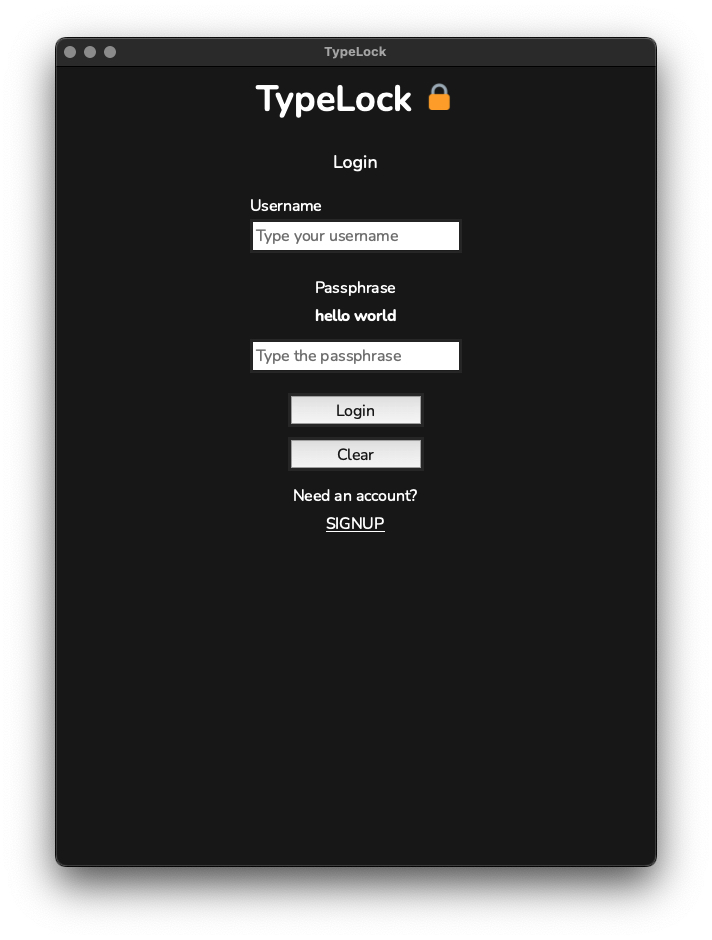 TypeLock
TypeLock 🔒
Login
Username
Type your username
Passphrase
hello world
Type the passphrase
Login
Clear
Need an account?
SIGNUP